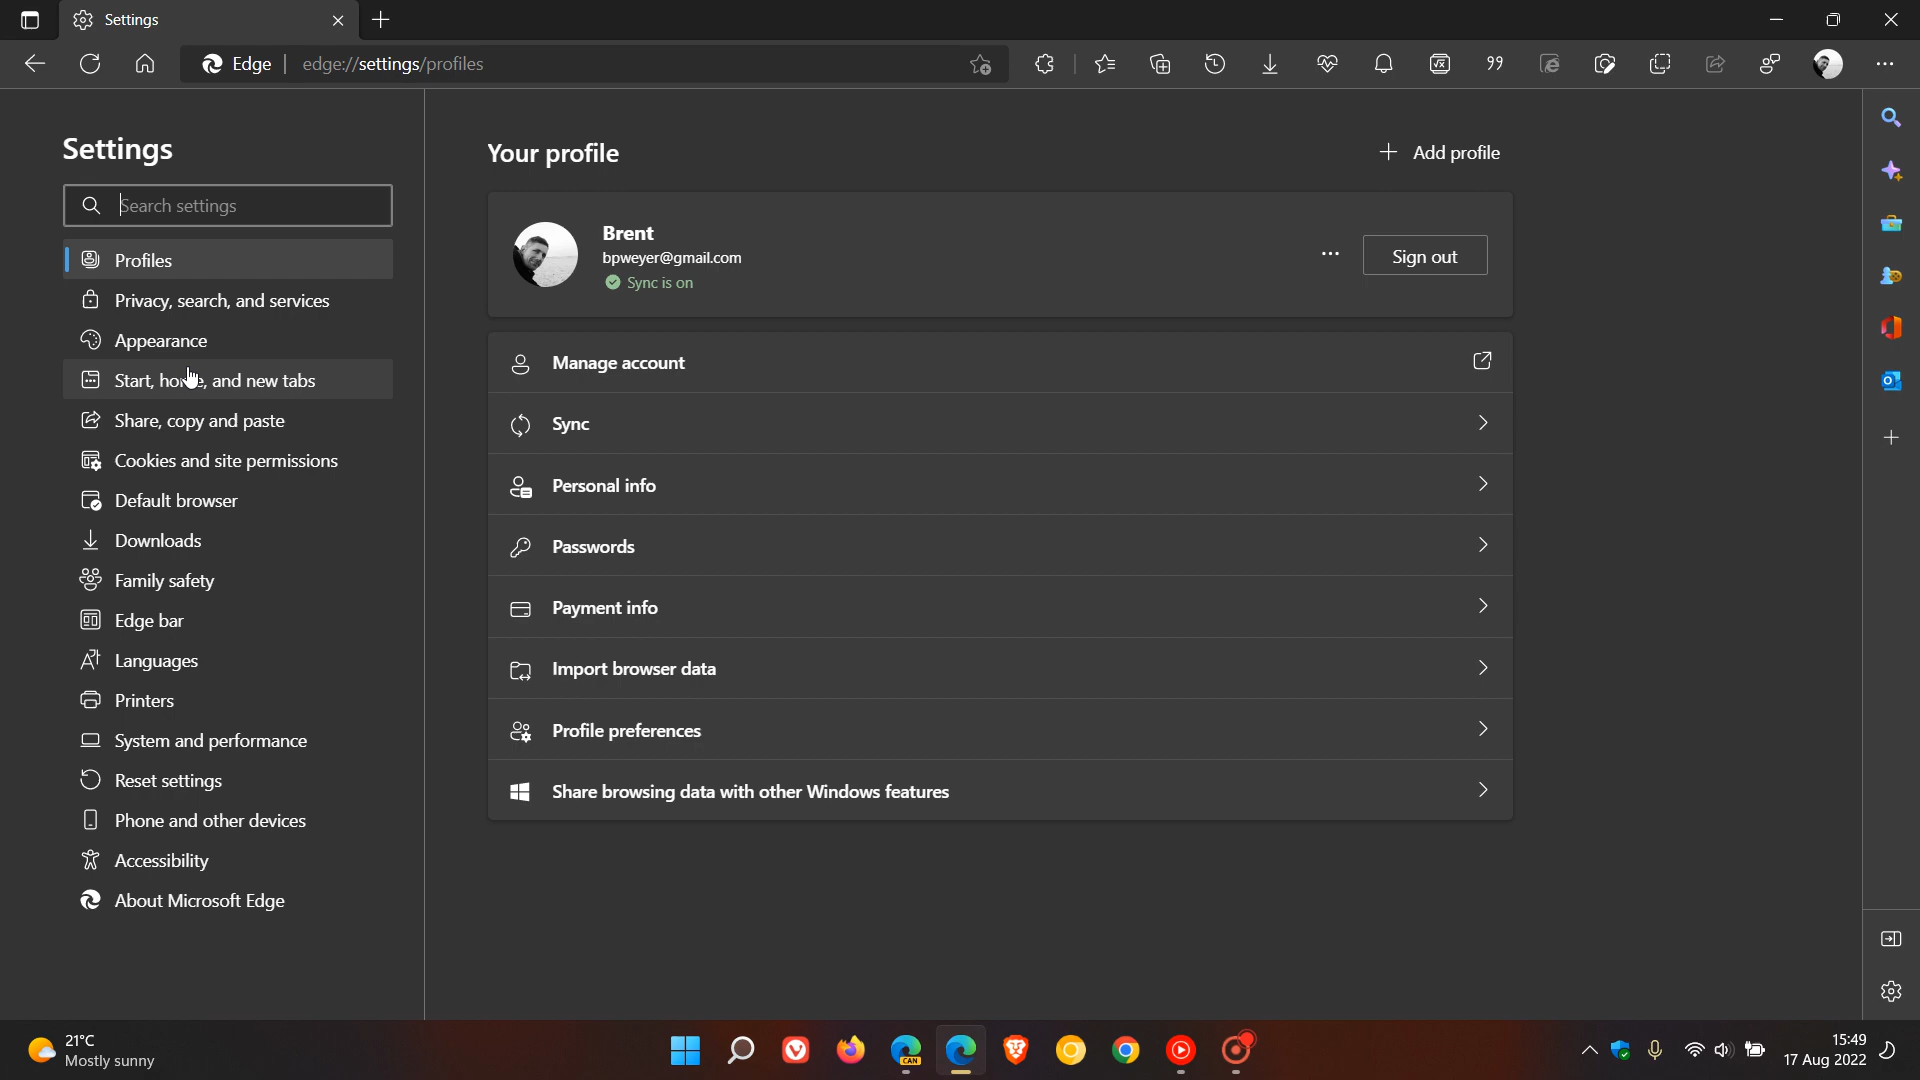 Settings
Edge
edge://settings/profiles
Settings
Search settings
Profiles
Privacy, search, and services
Appearance
Start, home, and new tabs
Share, copy and paste
Cookies and site permissions
Default browser
Downloads
Family safety
Edge bar
Languages
Printers
System and performance
Reset settings
Phone and other devices
Accessibility
About Microsoft Edge
Your profile
Add profile
Brent
bpweyer@gmail.com
Sync is on
Sign out
Manage account
Sync
Personal info
Passwords
Payment info
Import browser data
Profile preferences
Share browsing data with other Windows features
21°C
Mostly sunny
CAN
15:49
17 Aug 2022